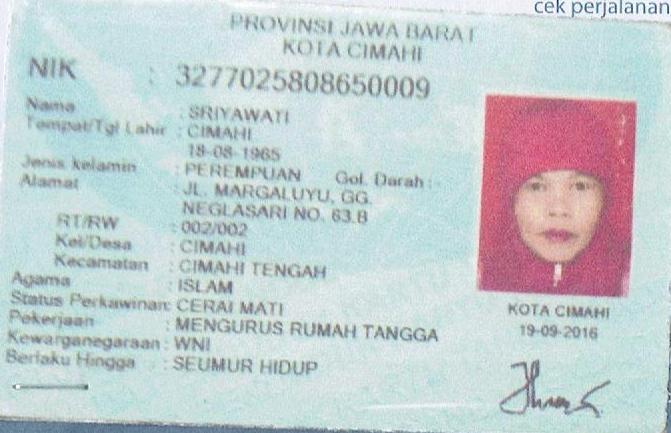 cek perjalanan
PROVINSI JAWA BARAT
KOTA CIMAHI
NIK : 3277025808650009
Nama : SRIYAWATI
Tempat/Tgl Lahir : CIMAHI
18-08-1965
Jenis kelamin : PEREMPUAN Gol. Darah :-
Alamat : JL. MARGALUYU, GG.
NEGLASARI NO. 63.B
RT/RW : 002/002
Kel/Desa : CIMAHI
Kecamatan : CIMAHI TENGAH
Agama : ISLAM
Status Perkawinan: CERAI MATI
Pekerjaan : MENGURUS RUMAH TANGGA
Kewarganegaraan : WNI
Berlaku Hingga : SEUMUR HIDUP
KOTA CIMAHI
19-09-2016